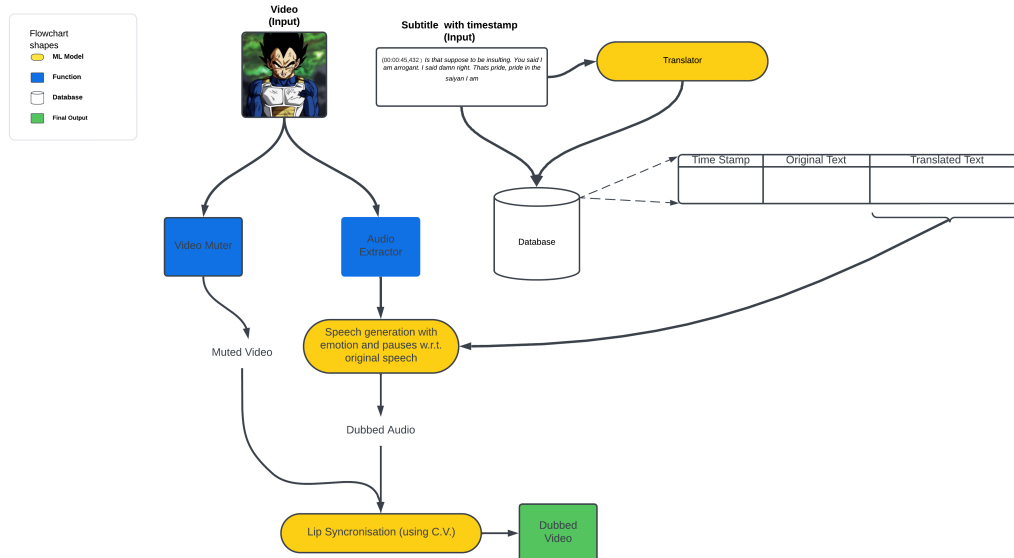 Video
(Input)
Subtitle  with timestamp
(Input)
Flowchart
shapes
ML Model
Function
Database
Final Output
(00:00:45,432 ) Is that suppose to be insulting. You said I
am arrogant. I said damn right. Thats pride, pride in the
saiyan I am
Translator
Time Stamp
Original Text
Translated Text
Video Muter
Audio
Extractor
Database
Speech generation with
emotion and pauses w.r.t.
original speech
Muted Video
Dubbed Audio
Lip Syncronisation (using C.V.)
Dubbed
Video